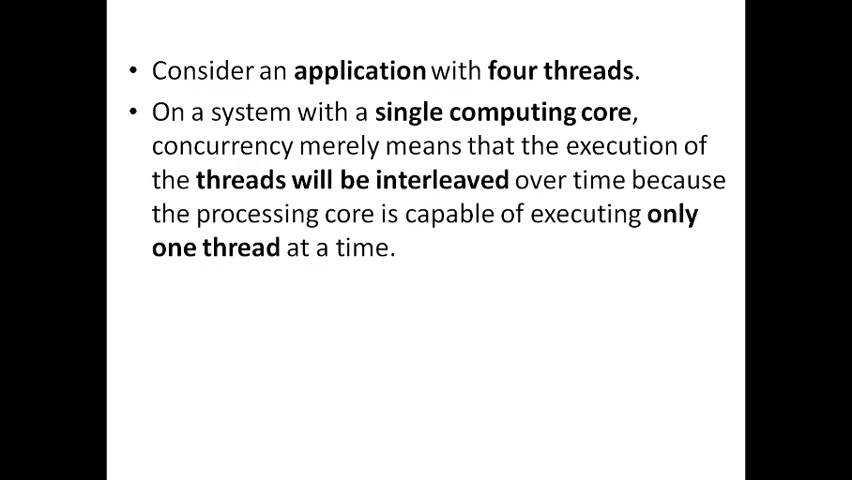 • Consider an application with four threads.
• On a system with a single computing core,
concurrency merely means that the execution of
the threads will be interleaved over time because
the processing core is capable of executing only
one thread at a time.